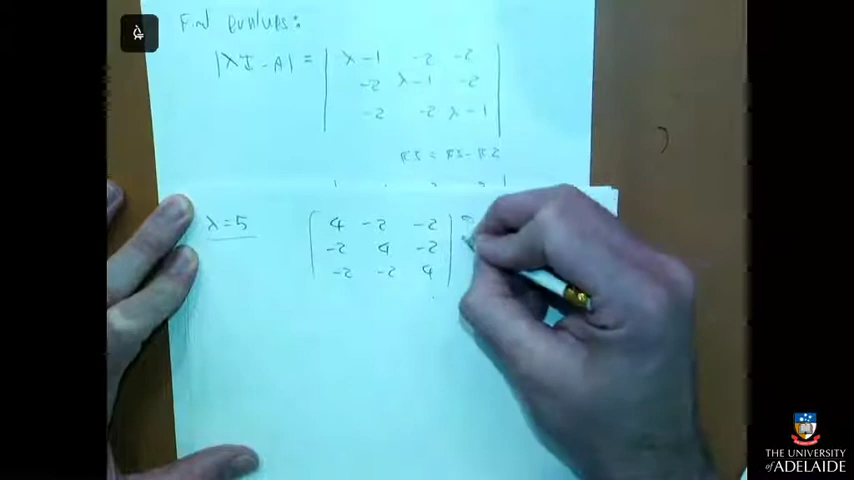 Find evalues:
|λI - A| = | λ-1 -2 -2 |
-2 λ-1 -2
-2 -2 λ-1
R3 = R3 - R2
λ=5 ( 4 -2 -2 |
-2 4 -2
-2 -2 4
THE UNIVERSITY
of ADELAIDE